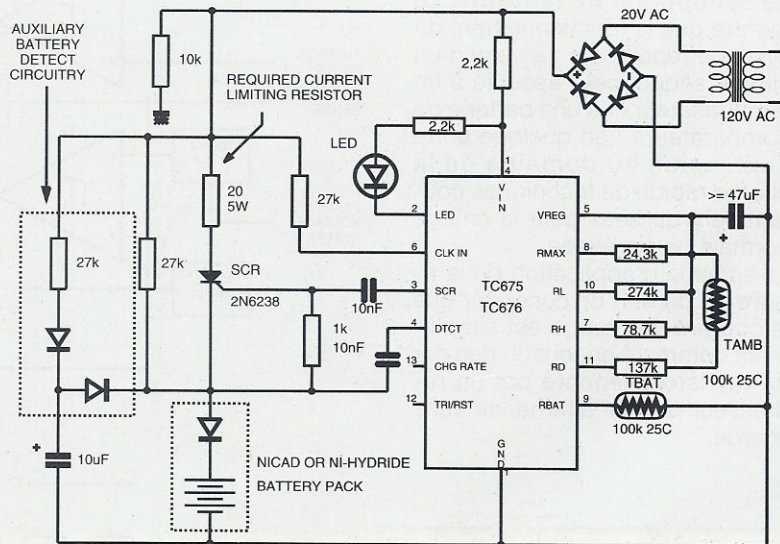 AUXILIARY
BATTERY
DETECT
CIRCUITRY
10k
REQUIRED CURRENT
LIMITING RESISTOR
2,2k
20V AC
120V AC
2,2k
LED
20
5W
27k
27k
27k
SCR
2N6238
10nF
1k
10nF
10uF
NICAD OR NI-HYDRIDE
BATTERY PACK
14
VIN
2 LED
6 CLK IN
3 SCR
4 DTCT
13 CHG RATE
12 TRI/RST
TC675
TC676
VREG 5
RMAX 8
RL 10
RH 7
RD 11
RBAT 9
GND
1
>= 47uF
24,3k
274k
78,7k
137k
TAMB
100k 25C
TBAT
100k 25C